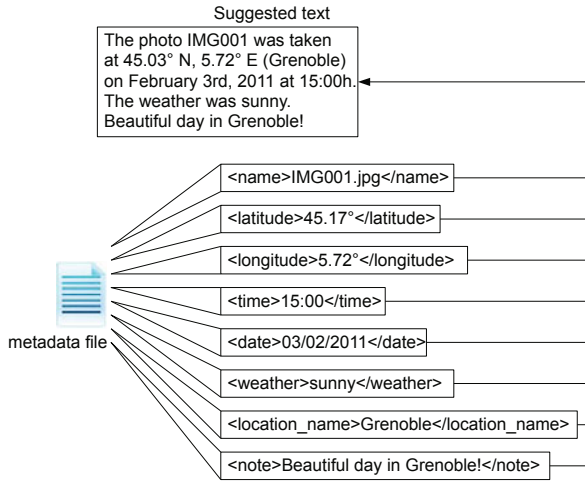 Suggested text
The photo IMG001 was taken
at 45.03° N, 5.72° E (Grenoble)
on February 3rd, 2011 at 15:00h.
The weather was sunny.
Beautiful day in Grenoble!
<name>IMG001.jpg</name>
<latitude>45.17°</latitude>
<longitude>5.72°</longitude>
<time>15:00</time>
metadata file
<date>03/02/2011</date>
<weather>sunny</weather>
<location_name>Grenoble</location_name>
<note>Beautiful day in Grenoble!</note>